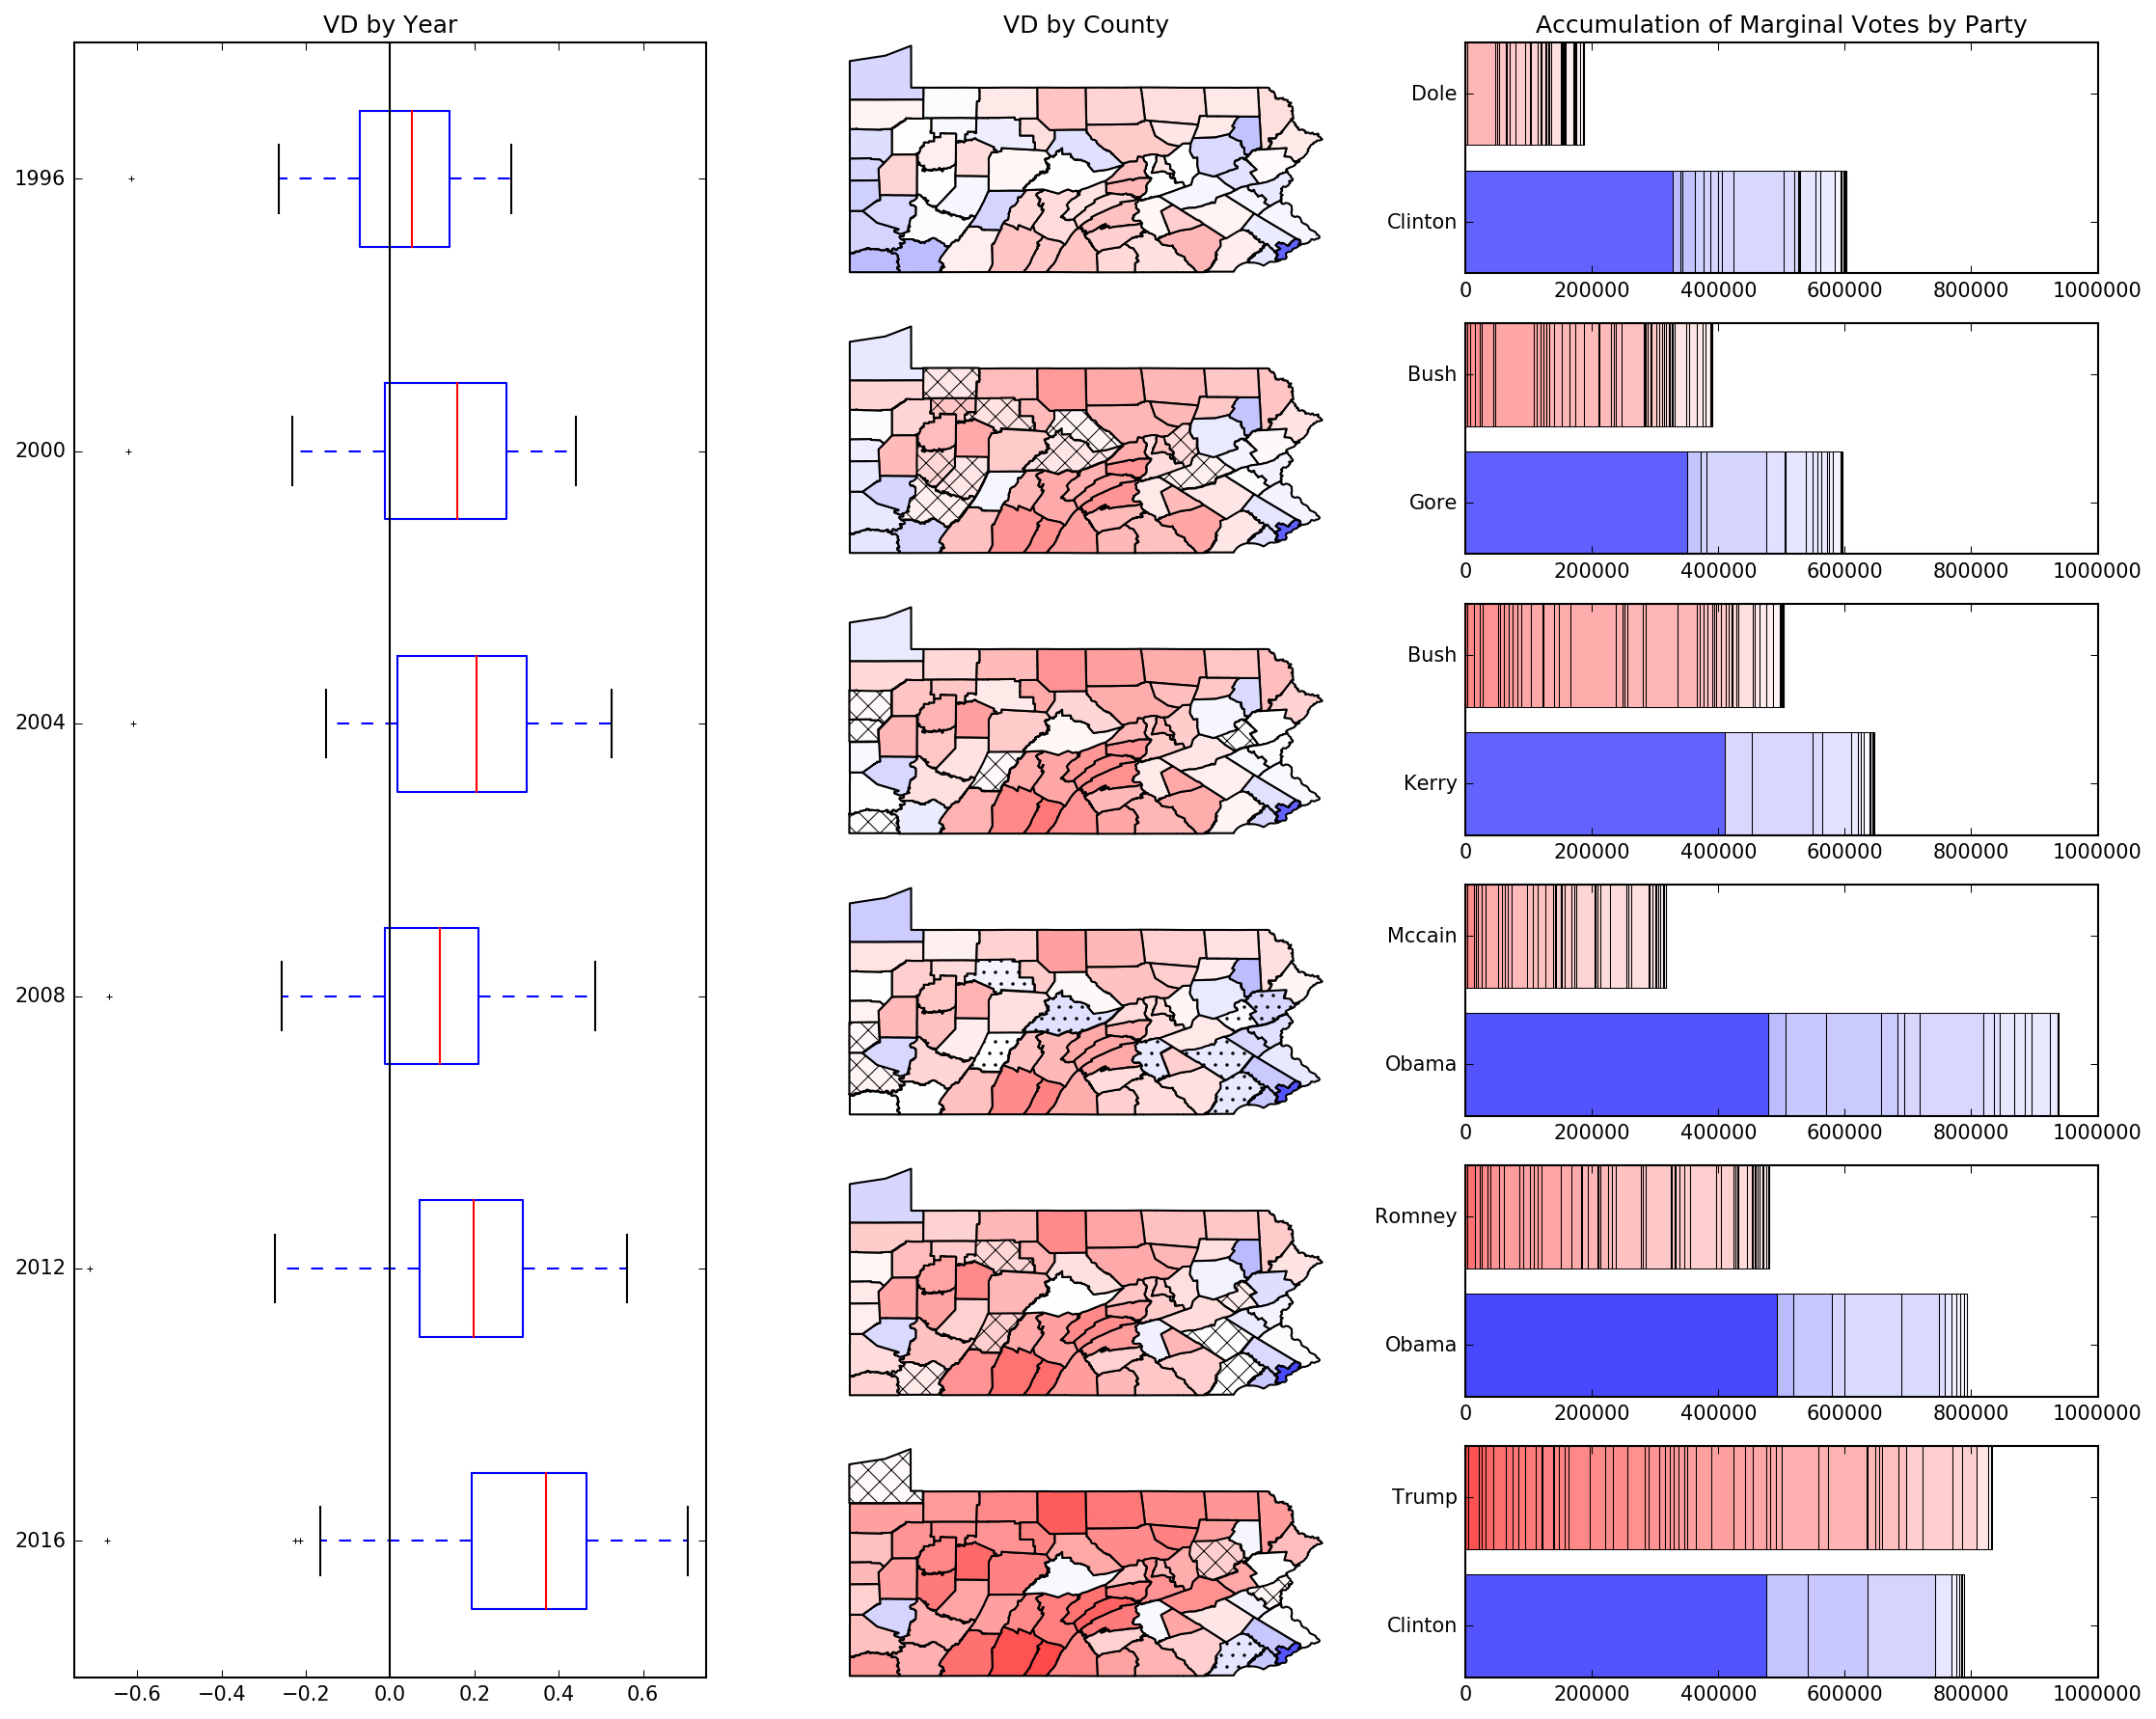 VD by Year
1996
2000
2004
2008
2012
2016
−0.6 −0.4 −0.2 0.0 0.2 0.4 0.6
VD by County
Accumulation of Marginal Votes by Party
Dole
Clinton
0 200000 400000 600000 800000 1000000
Bush
Gore
0 200000 400000 600000 800000 1000000
Bush
Kerry
0 200000 400000 600000 800000 1000000
Mccain
Obama
0 200000 400000 600000 800000 1000000
Romney
Obama
0 200000 400000 600000 800000 1000000
Trump
Clinton
0 200000 400000 600000 800000 1000000